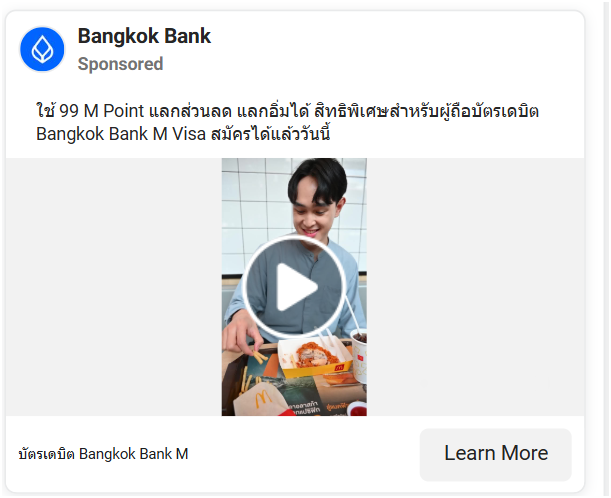 Bangkok Bank
Sponsored
ใช้ 99 M Point แลกส่วนลด แลกอิ่มได้ สิทธิพิเศษสำหรับผู้ถือบัตรเดบิต
Bangkok Bank M Visa สมัครได้แล้ววันนี้
บัตรเดบิต Bangkok Bank M
Learn More